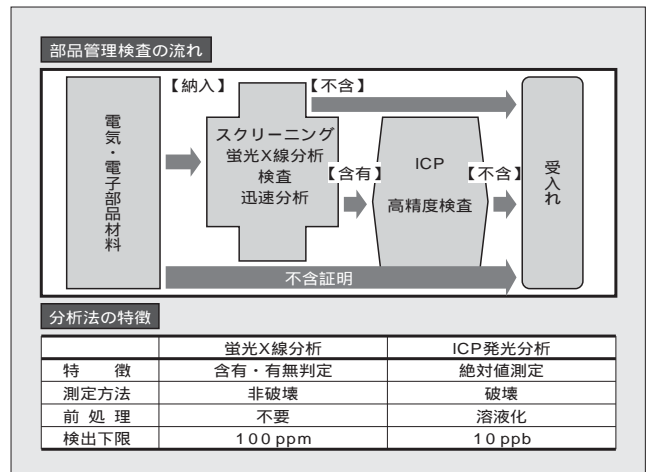 部品管理検査の流れ
【納入】
【不含】
電気・電子部品材料
スクリーニング
蛍光X線分析
検査
迅速分析
【含有】
ICP
高精度検査
【不含】
受入れ
不含証明
分析法の特徴
蛍光X線分析 ICP発光分析
特 徴 含有・有無判定 絶対値測定
測定方法 非破壊 破壊
前 処 理 不要 溶液化
検出下限 100ppm 10ppb